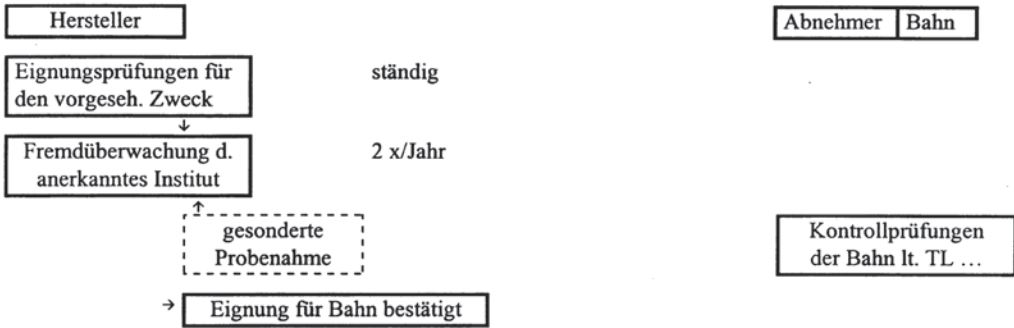 Hersteller
Abnehmer Bahn
Eignungsprüfungen für
den vorgeseh. Zweck
ständig
Fremdüberwachung d.
anerkanntes Institut
2 x/Jahr
gesonderte
Probenahme
Kontrollprüfungen
der Bahn lt. TL ...
Eignung für Bahn bestätigt